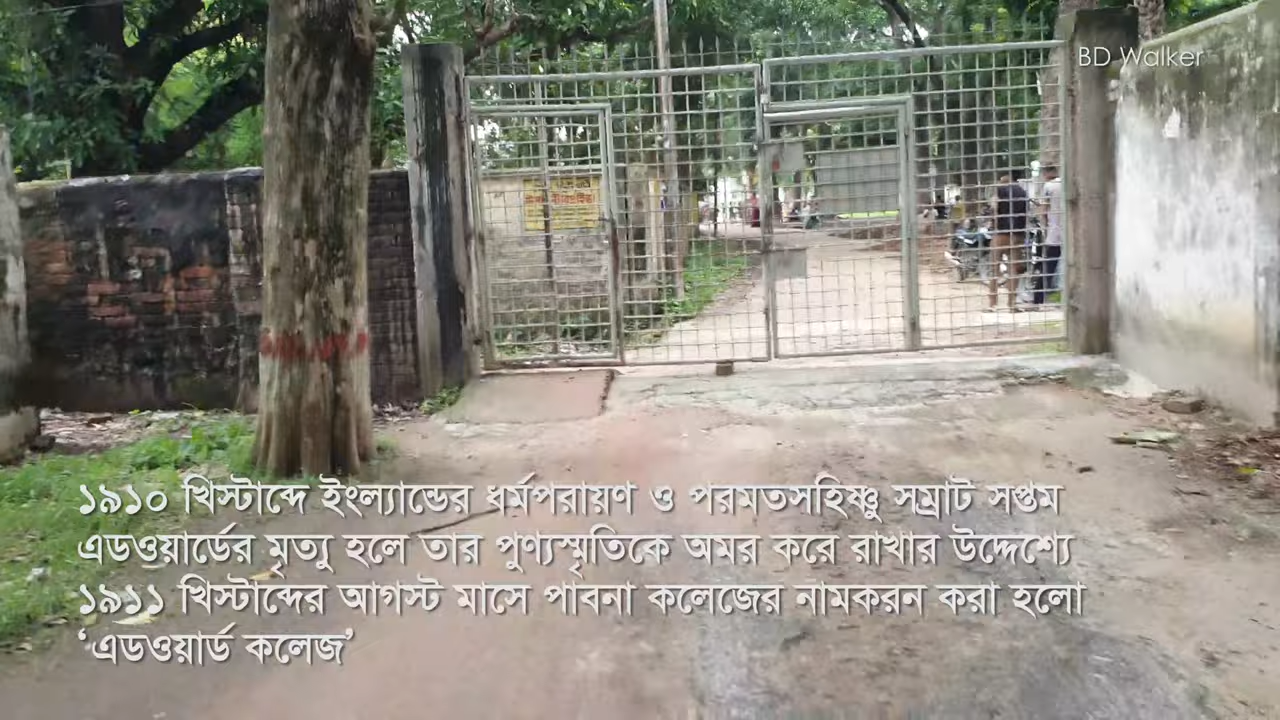 BD Walker
১৯১০ খিস্টাব্দে ইংল্যান্ডের ধর্মপরায়ণ ও পরমতসহিষ্ণু সম্রাট সপ্তম
এডওয়ার্ডের মৃত্যু হলে তার পুণ্যস্মৃতিকে অমর করে রাখার উদ্দেশ্যে
১৯১১ খিস্টাব্দের আগস্ট মাসে পাবনা কলেজের নামকরন করা হলো
‘এডওয়ার্ড কলেজ’